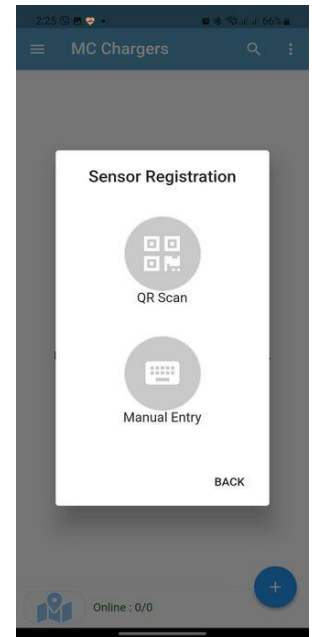 2:25
66%
MC Chargers
Sensor Registration
QR Scan
Manual Entry
BACK
Online : 0/0